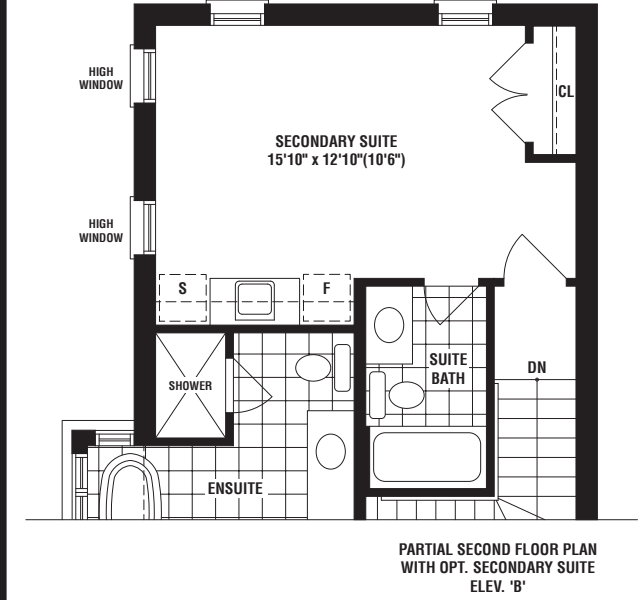 HIGH
WINDOW
CL
SECONDARY SUITE
15'10" x 12'10"(10'6")
HIGH
WINDOW
S
F
SUITE
BATH
DN
SHOWER
ENSUITE
PARTIAL SECOND FLOOR PLAN
WITH OPT. SECONDARY SUITE
ELEV. 'B'